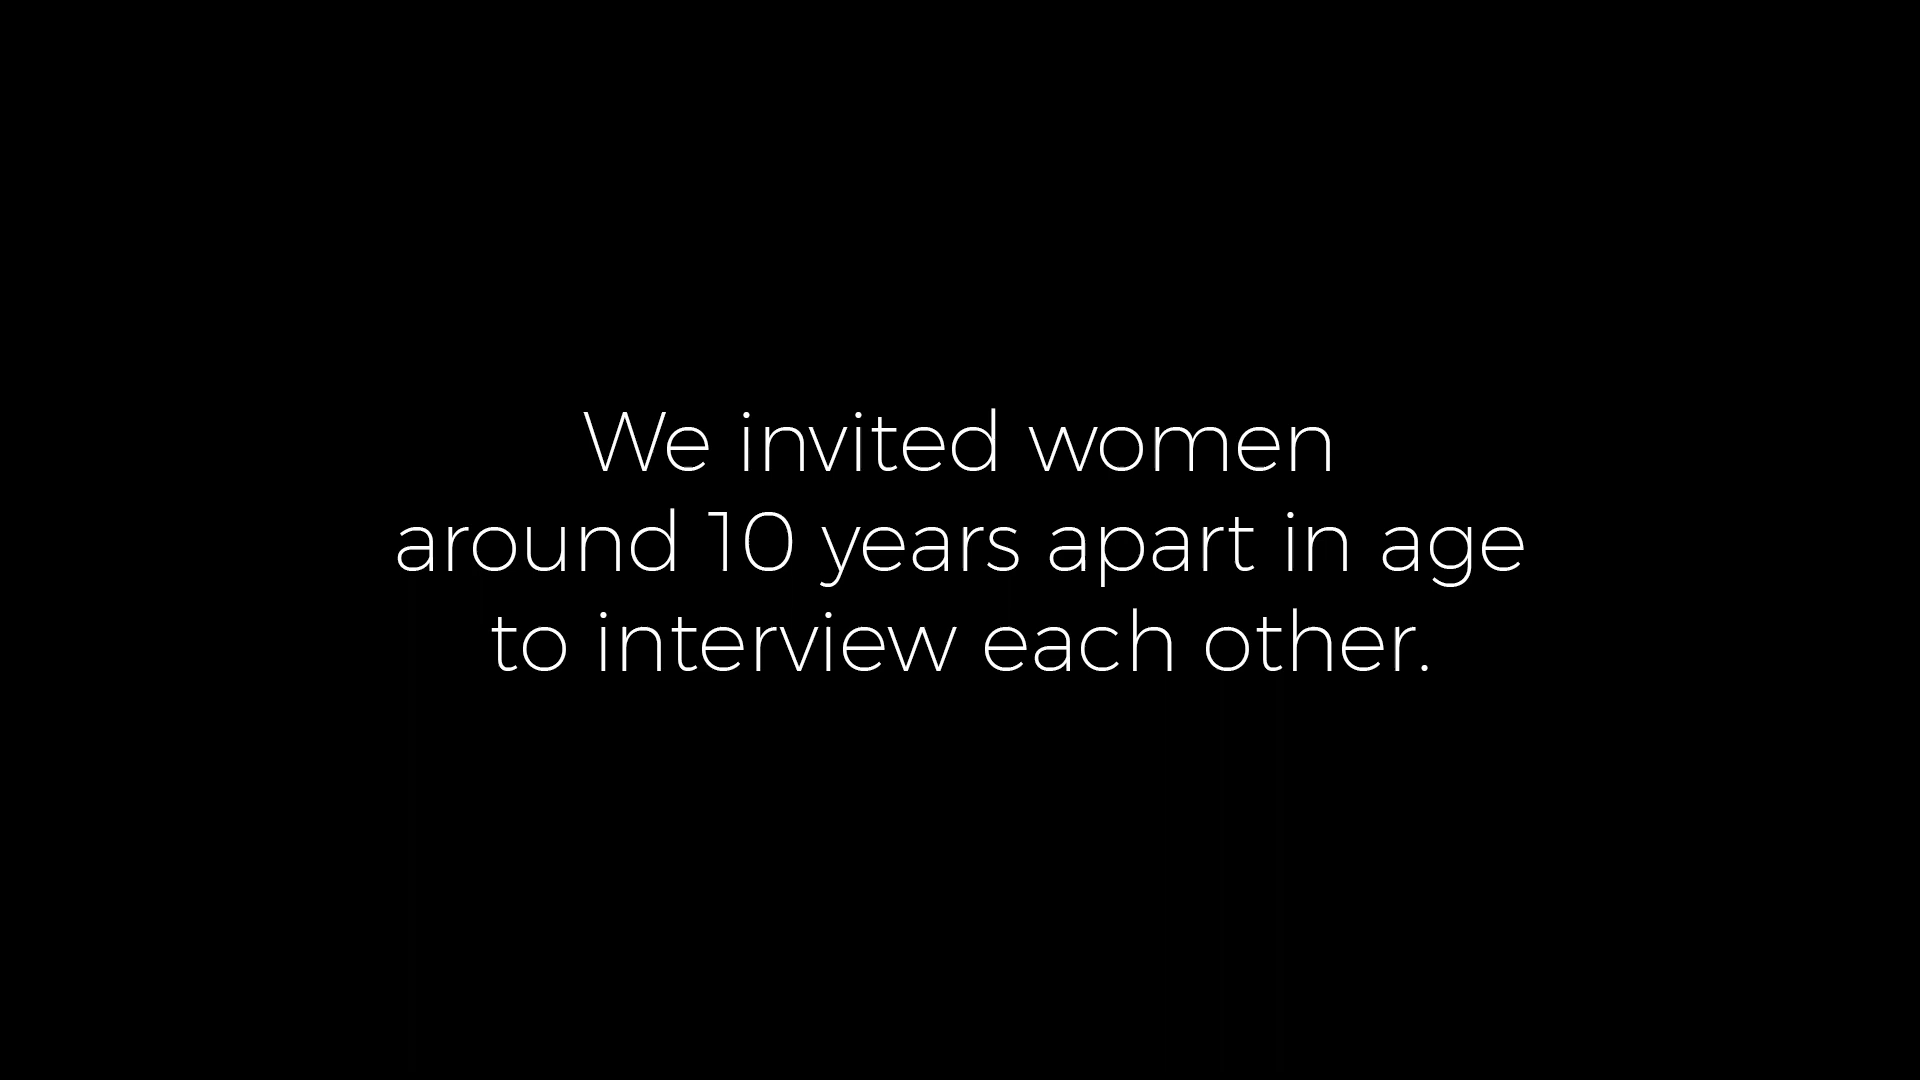 We invited women
around 10 years apart in age
to interview each other.